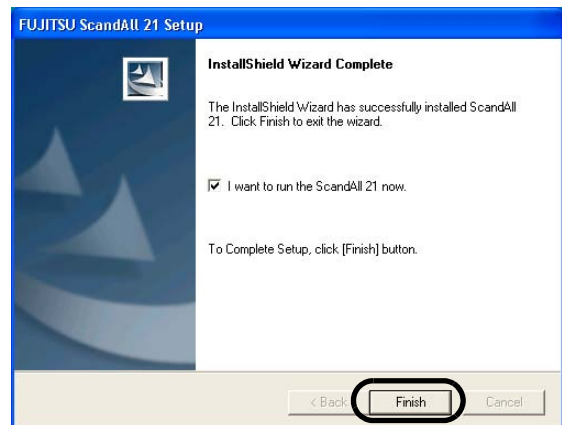 FUJITSU ScandAll 21 Setup
InstallShield Wizard Complete
The InstallShield Wizard has successfully installed ScandAll
21. Click Finish to exit the wizard.
I want to run the ScandAll 21 now.
To Complete Setup, click [Finish] button.
< Back Finish Cancel